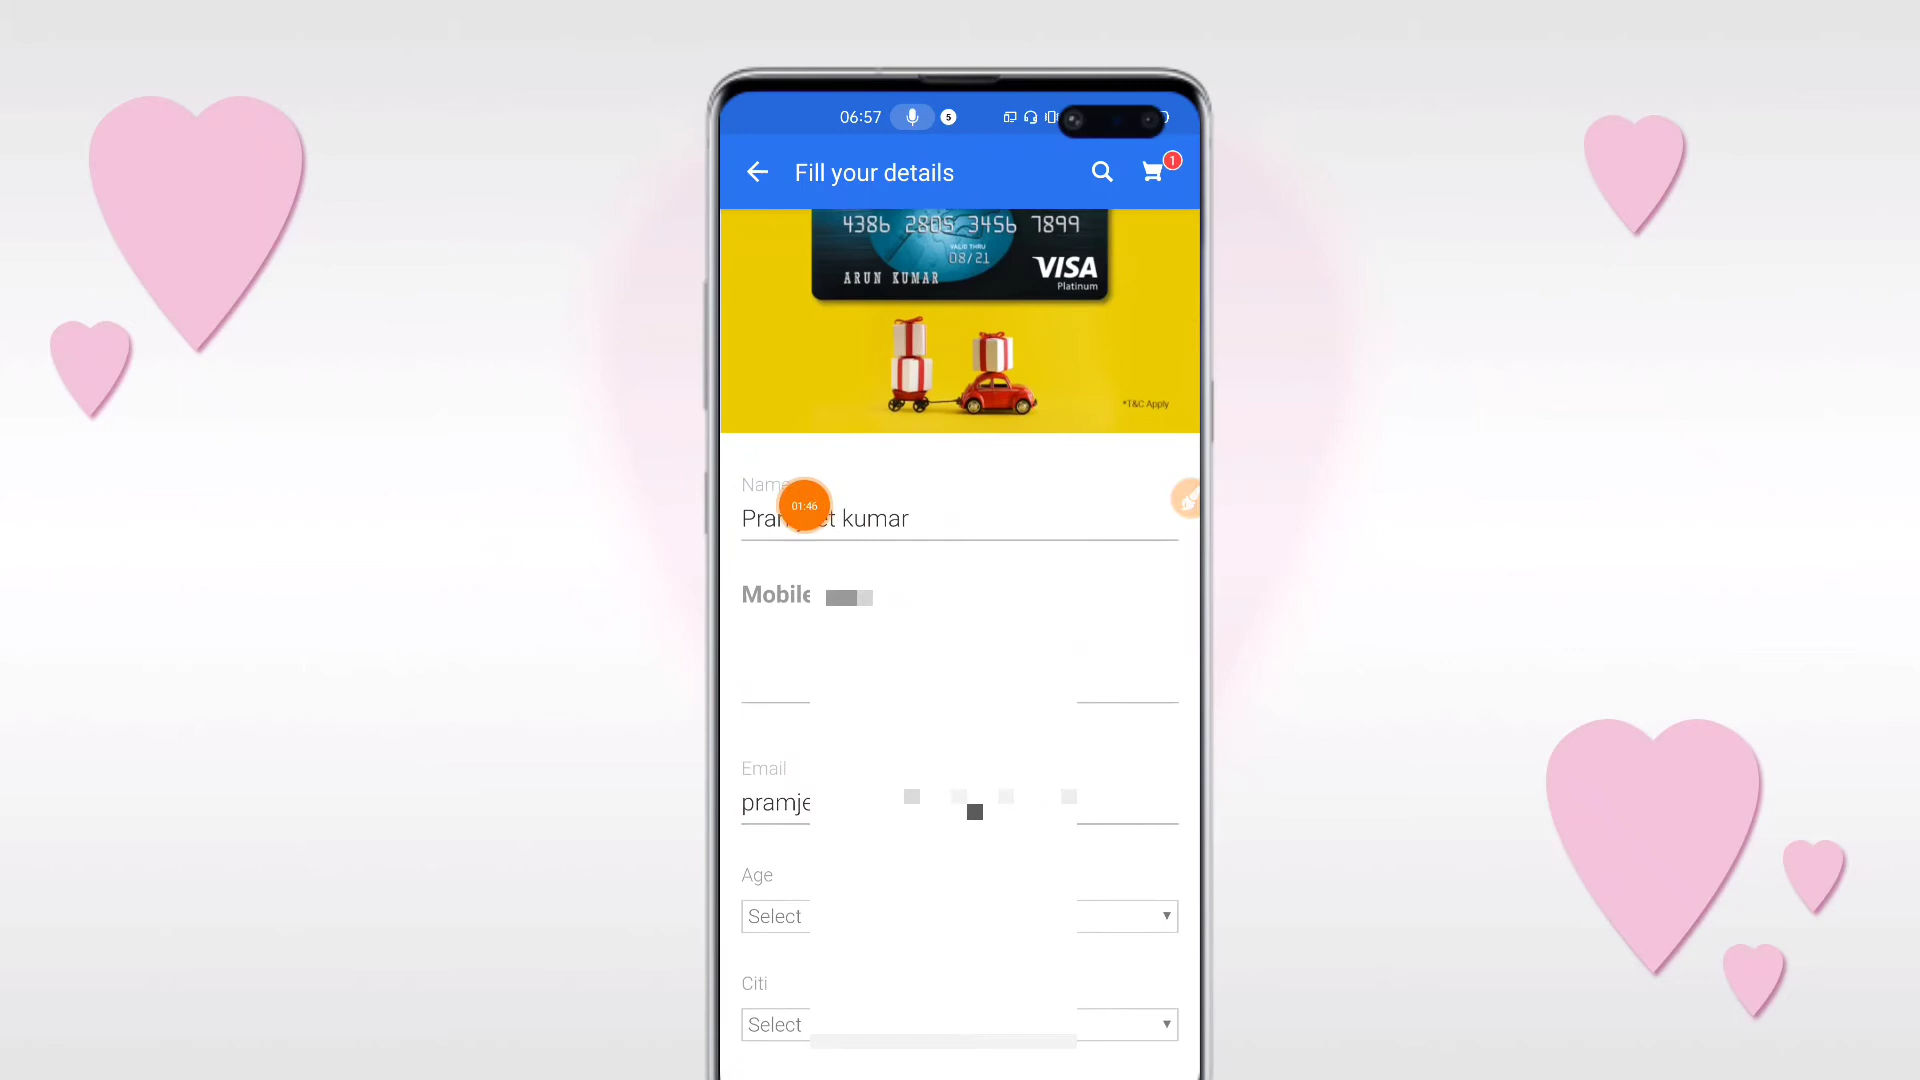 06:57 5
Fill your details 1
4386 2805 3456 7899
VALID THRU
08/21
ARUN KUMAR
VISA
Platinum
*T&C Apply
Name
01:46
kumar
Mobile
Email
pramje
Age
Select
Citi
Select